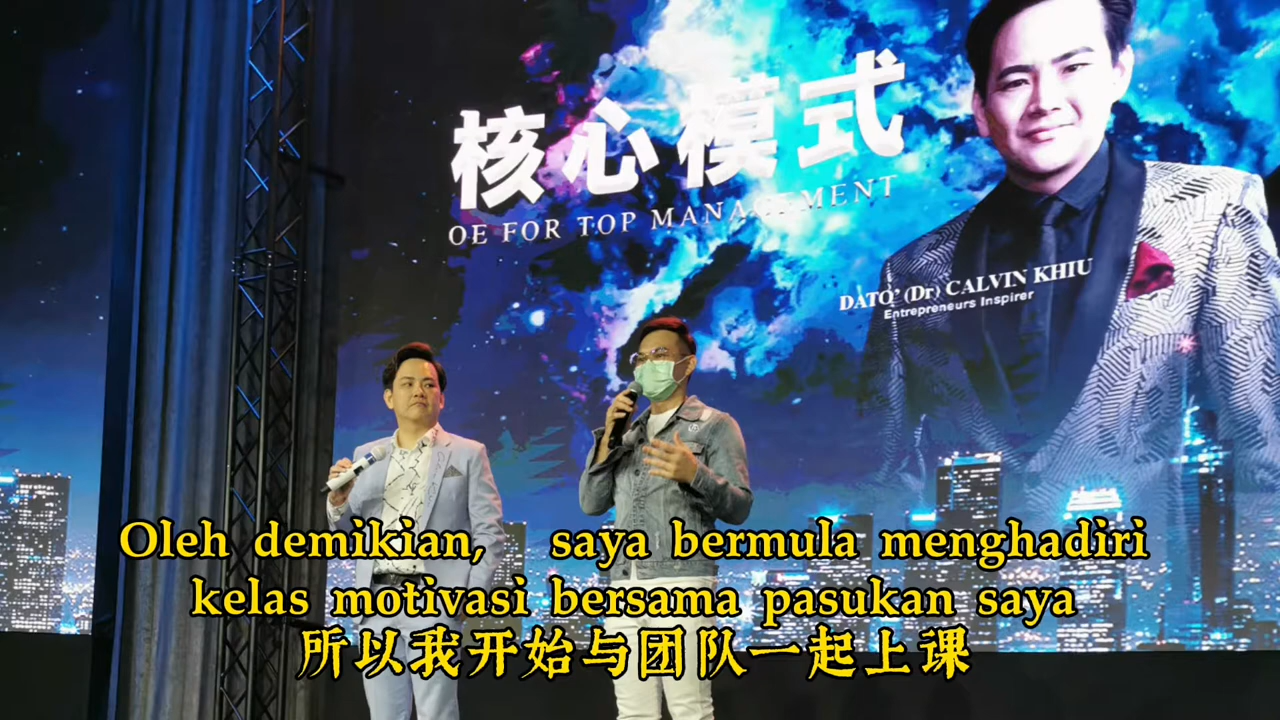 核心模式
OE FOR TOP MANAGEMENT
DATO' (Dr) CALVIN KHIU
Entrepreneurs Inspirer
Oleh demikian, saya bermula menghadiri
kelas motivasi bersama pasukan saya
所以我开始与团队一起上课